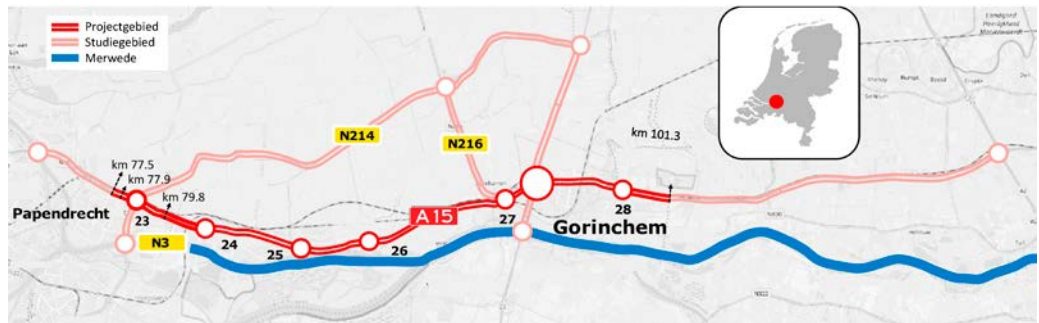 Projectgebied
Studiegebied
Merwede
N214
N216
km 101.3
km 77.5
km 77.9
km 79.8
Papendrecht
23
A15
27
28
Gorinchem
N3
24
25
26